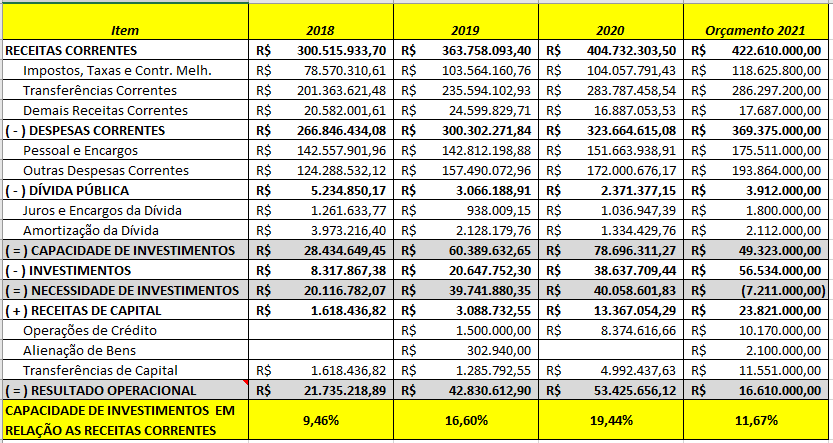 Item 2018 2019 2020 Orçamento 2021
RECEITAS CORRENTES R$ 300.515.933,70 R$ 363.758.093,40 R$ 404.732.303,50 R$ 422.610.000,00
Impostos, Taxas e Contr. Melh. R$ 78.570.310,61 R$ 103.564.160,76 R$ 104.057.791,43 R$ 118.625.800,00
Transferências Correntes R$ 201.363.621,48 R$ 235.594.102,93 R$ 283.787.458,54 R$ 286.297.200,00
Demais Receitas Correntes R$ 20.582.001,61 R$ 24.599.829,71 R$ 16.887.053,53 R$ 17.687.000,00
( - ) DESPESAS CORRENTES R$ 266.846.434,08 R$ 300.302.271,84 R$ 323.664.615,08 R$ 369.375.000,00
Pessoal e Encargos R$ 142.557.901,96 R$ 142.812.198,88 R$ 151.663.938,91 R$ 175.511.000,00
Outras Despesas Correntes R$ 124.288.532,12 R$ 157.490.072,96 R$ 172.000.676,17 R$ 193.864.000,00
( - ) DÍVIDA PÚBLICA R$ 5.234.850,17 R$ 3.066.188,91 R$ 2.371.377,15 R$ 3.912.000,00
Juros e Encargos da Dívida R$ 1.261.633,77 R$ 938.009,15 R$ 1.036.947,39 R$ 1.800.000,00
Amortização da Dívida R$ 3.973.216,40 R$ 2.128.179,76 R$ 1.334.429,76 R$ 2.112.000,00
( = ) CAPACIDADE DE INVESTIMENTOS R$ 28.434.649,45 R$ 60.389.632,65 R$ 78.696.311,27 R$ 49.323.000,00
( - ) INVESTIMENTOS R$ 8.317.867,38 R$ 20.647.752,30 R$ 38.637.709,44 R$ 56.534.000,00
( = ) NECESSIDADE DE INVESTIMENTOS R$ 20.116.782,07 R$ 39.741.880,35 R$ 40.058.601,83 R$ (7.211.000,00)
( + ) RECEITAS DE CAPITAL R$ 1.618.436,82 R$ 3.088.732,55 R$ 13.367.054,29 R$ 23.821.000,00
Operações de Crédito R$ 1.500.000,00 R$ 8.374.616,66 R$ 10.170.000,00
Alienação de Bens R$ 302.940,00 R$ 2.100.000,00
Transferências de Capital R$ 1.618.436,82 R$ 1.285.792,55 R$ 4.992.437,63 R$ 11.551.000,00
( = ) RESULTADO OPERACIONAL R$ 21.735.218,89 R$ 42.830.612,90 R$ 53.425.656,12 R$ 16.610.000,00
CAPACIDADE DE INVESTIMENTOS EM
RELAÇÃO AS RECEITAS CORRENTES 9,46% 16,60% 19,44% 11,67%